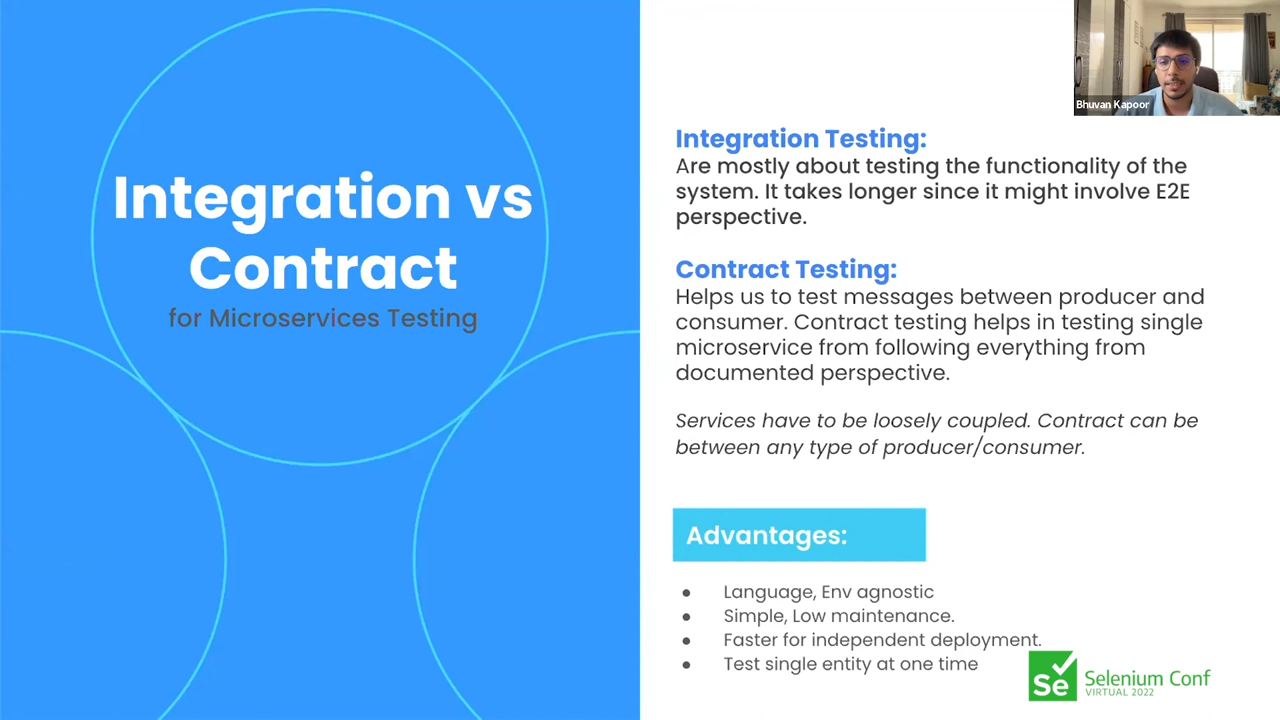 Bhuvan Kapoor
Integration vs
Contract
for Microservices Testing
Integration Testing:
Are mostly about testing the functionality of the
system. It takes longer since it might involve E2E
perspective.
Contract Testing:
Helps us to test messages between producer and
consumer. Contract testing helps in testing single
microservice from following everything from
documented perspective.
Services have to be loosely coupled. Contract can be
between any type of producer/consumer.
Advantages:
● Language, Env agnostic
● Simple, Low maintenance.
● Faster for independent deployment.
● Test single entity at one time
Se Selenium Conf
VIRTUAL 2022